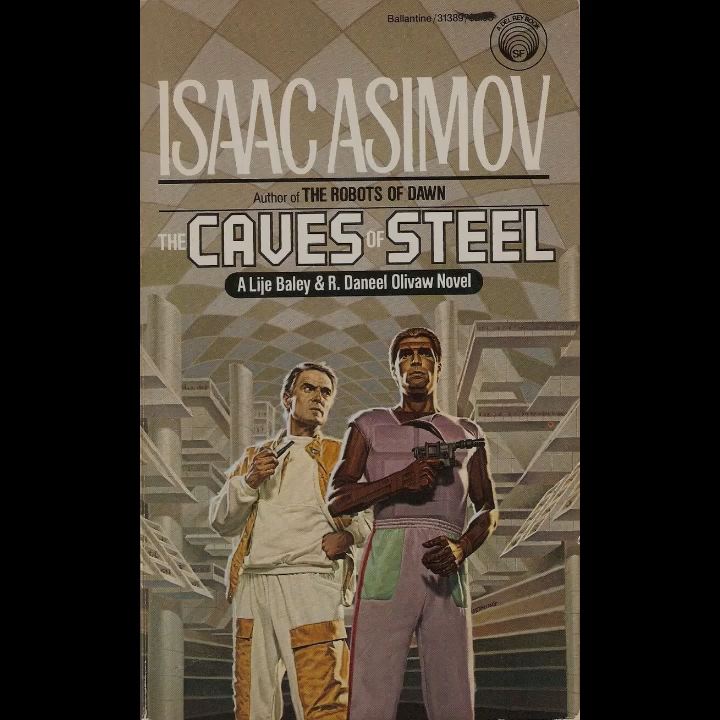 Ballantine/31389/
A DEL REY BOOK
SF
ISAAC ASIMOV
Author of THE ROBOTS OF DAWN
THE CAVES OF STEEL
A Lije Baley & R. Daneel Olivaw Novel